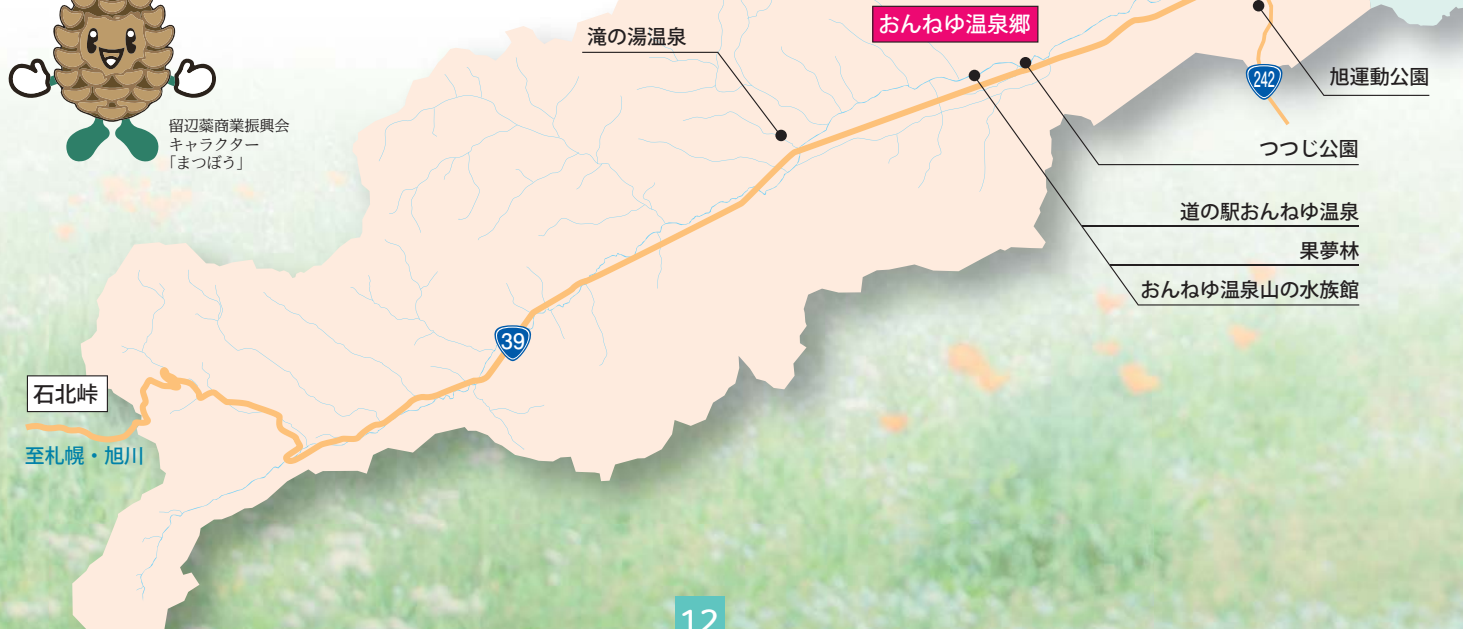 おんねゆ温泉郷
滝の湯温泉
242
旭運動公園
留辺蘂商業振興会
キャラクター
「まつぼう」
つつじ公園
道の駅おんねゆ温泉
果夢林
おんねゆ温泉山の水族館
39
石北峠
至札幌・旭川
12